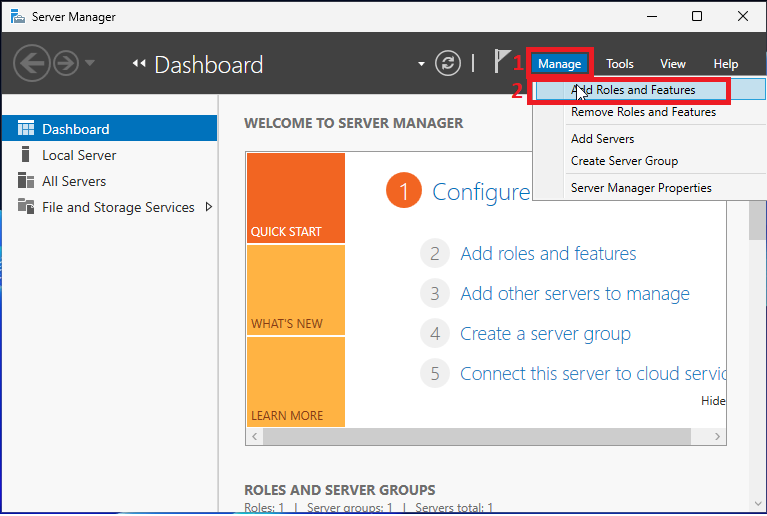 Server Manager
Dashboard
1 Manage Tools View Help
2 Add Roles and Features
Remove Roles and Features
Add Servers
Create Server Group
Server Manager Properties
Dashboard
Local Server
All Servers
File and Storage Services
WELCOME TO SERVER MANAGER
QUICK START
WHAT'S NEW
LEARN MORE
1 Configure
2 Add roles and features
3 Add other servers to manage
4 Create a server group
5 Connect this server to cloud servic
Hide
ROLES AND SERVER GROUPS
Roles: 1 | Server groups: 1 | Servers total: 1